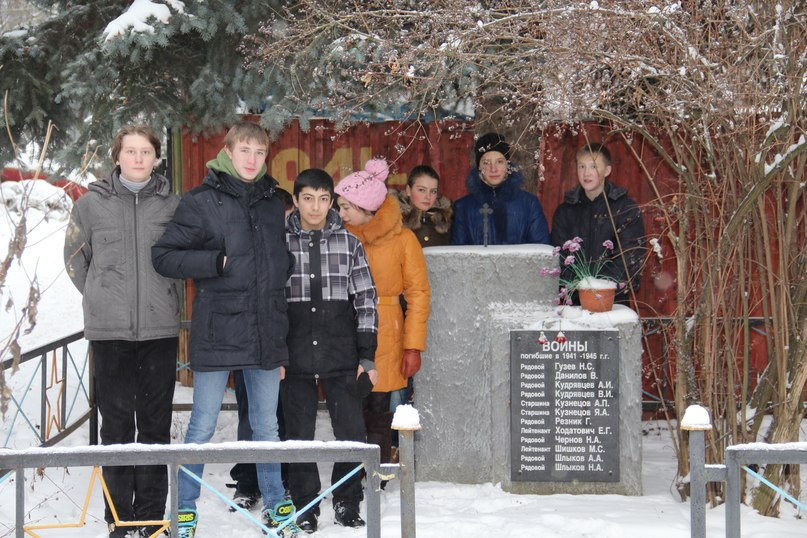 ВОИНЫ
погибшие в 1941 - 1945 г.г.
Рядовой Гузев Н.С.
Рядовой Данилов В.
Рядовой Кудрявцев А.И.
Рядовой Кудрявцев В.И.
Старшина Кузнецов А.П.
Старшина Кузнецов Я.А.
Рядовой Резник Г.
Лейтенант Ходатович Е.Г.
Рядовой Чернов Н.А.
Лейтенант Шишков М.С.
Рядовой Шлыков А.А.
Рядовой Шлыков Н.А.